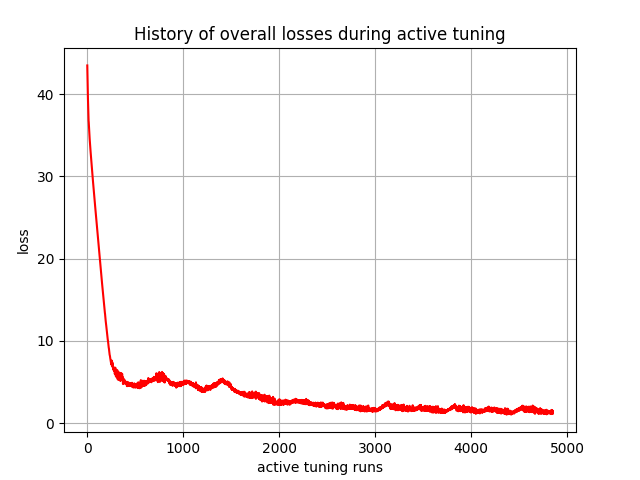 History of overall losses during active tuning
40
30
20
10
0
loss
0 1000 2000 3000 4000 5000
active tuning runs